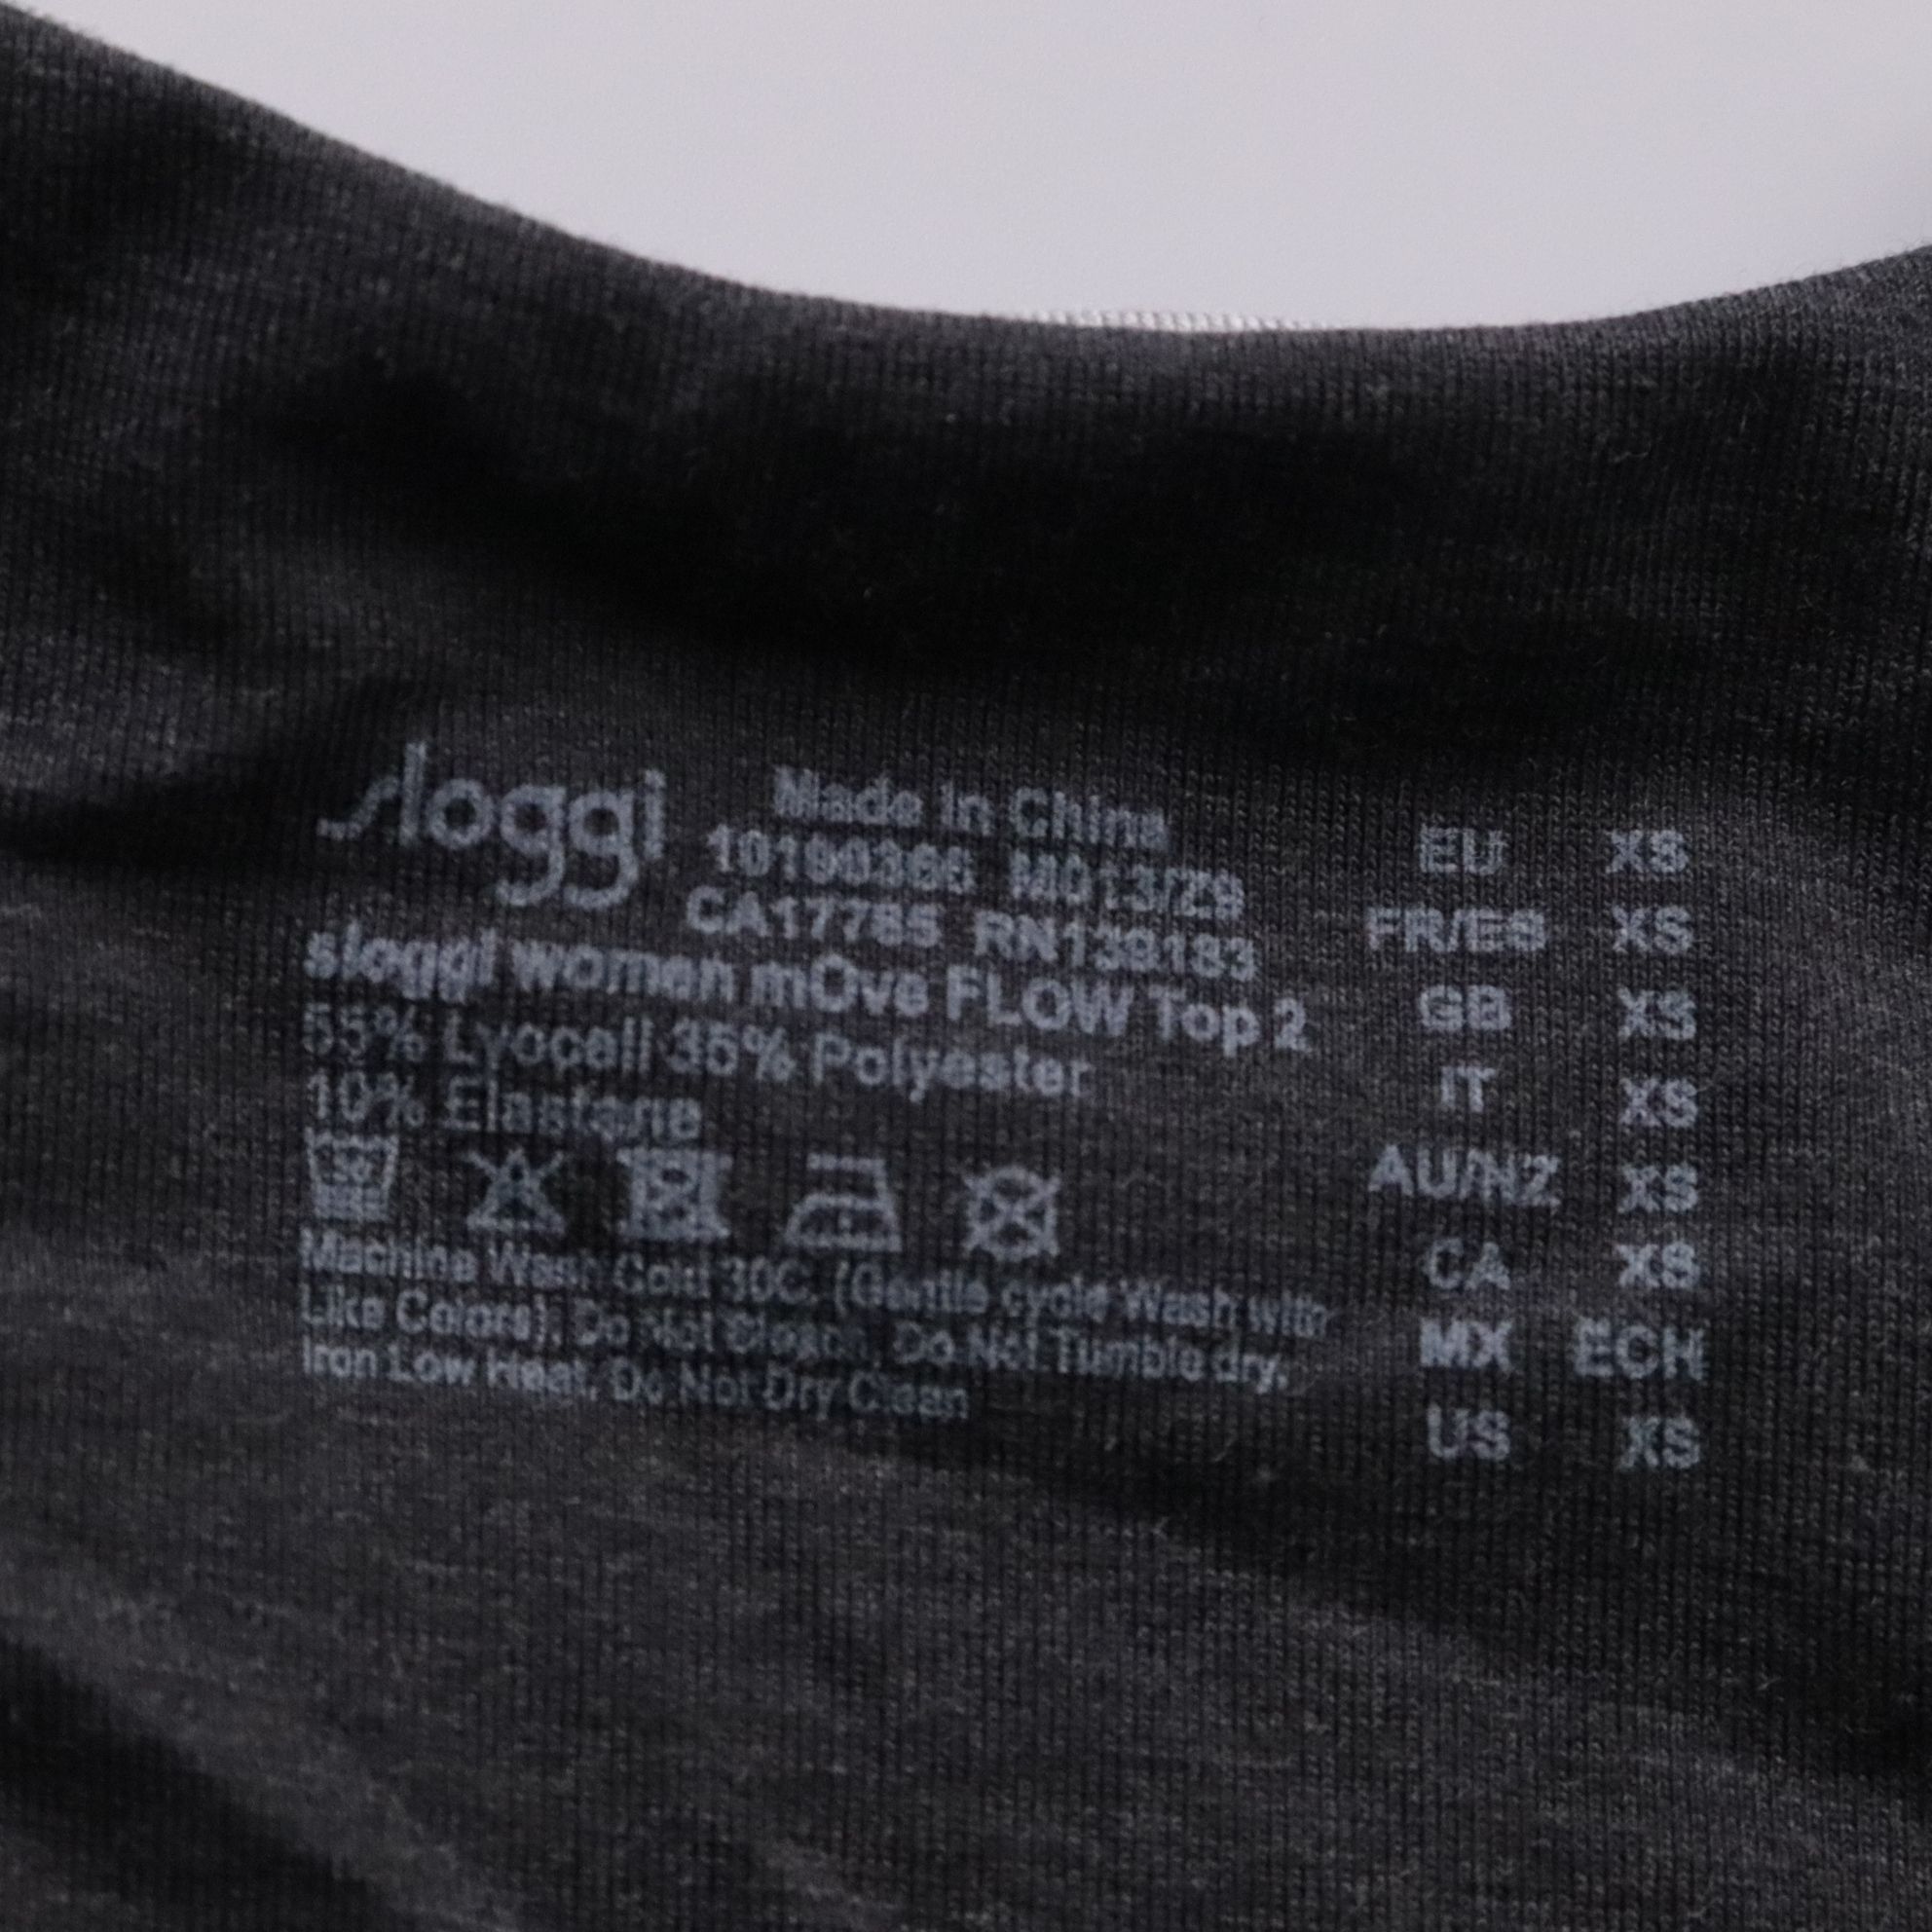 sloggi
Made in China
10190366 M013/Z9
CA17785 RN138183
sloggi women mÖve FLOW Top 2
55% Lyocell 35% Polyester
10% Elastane
30
Machine Wash Cold 30C. (Gentle cycle Wash with
Like Colors). Do Not Bleach. Do Not Tumble dry.
Iron Low Heat. Do Not Dry Clean
EU XS
FR/ES XS
GB XS
IT XS
AU/NZ XS
CA XS
MX ECH
US XS